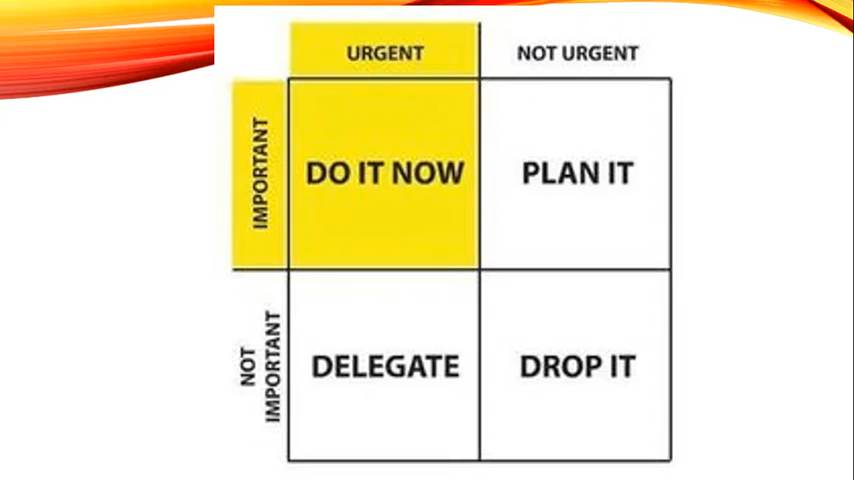 URGENT
NOT URGENT
IMPORTANT
DO IT NOW
PLAN IT
NOT
IMPORTANT
DELEGATE
DROP IT